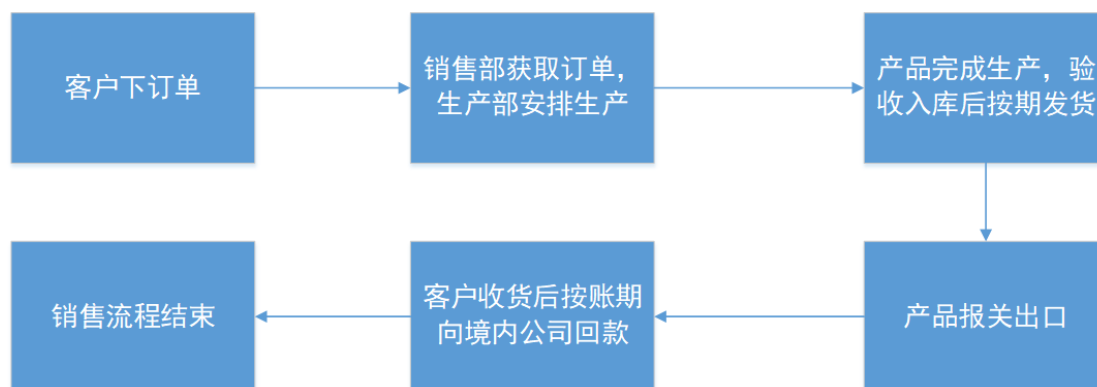 客户下订单
销售部获取订单，
生产部安排生产
产品完成生产，验
收入库后按期发货
产品报关出口
客户收货后按账期
向境内公司回款
销售流程结束